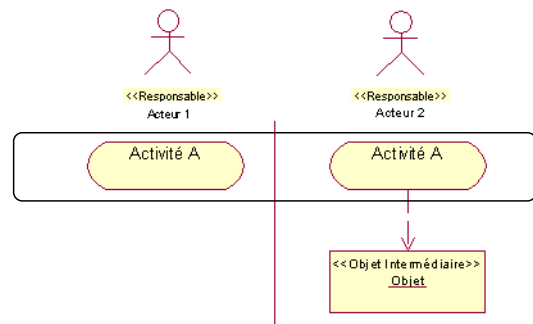 <<Responsable>>
Acteur 1
<<Responsable>>
Acteur 2
Activité A
Activité A
<<Objet Intermédiaire>>
Objet